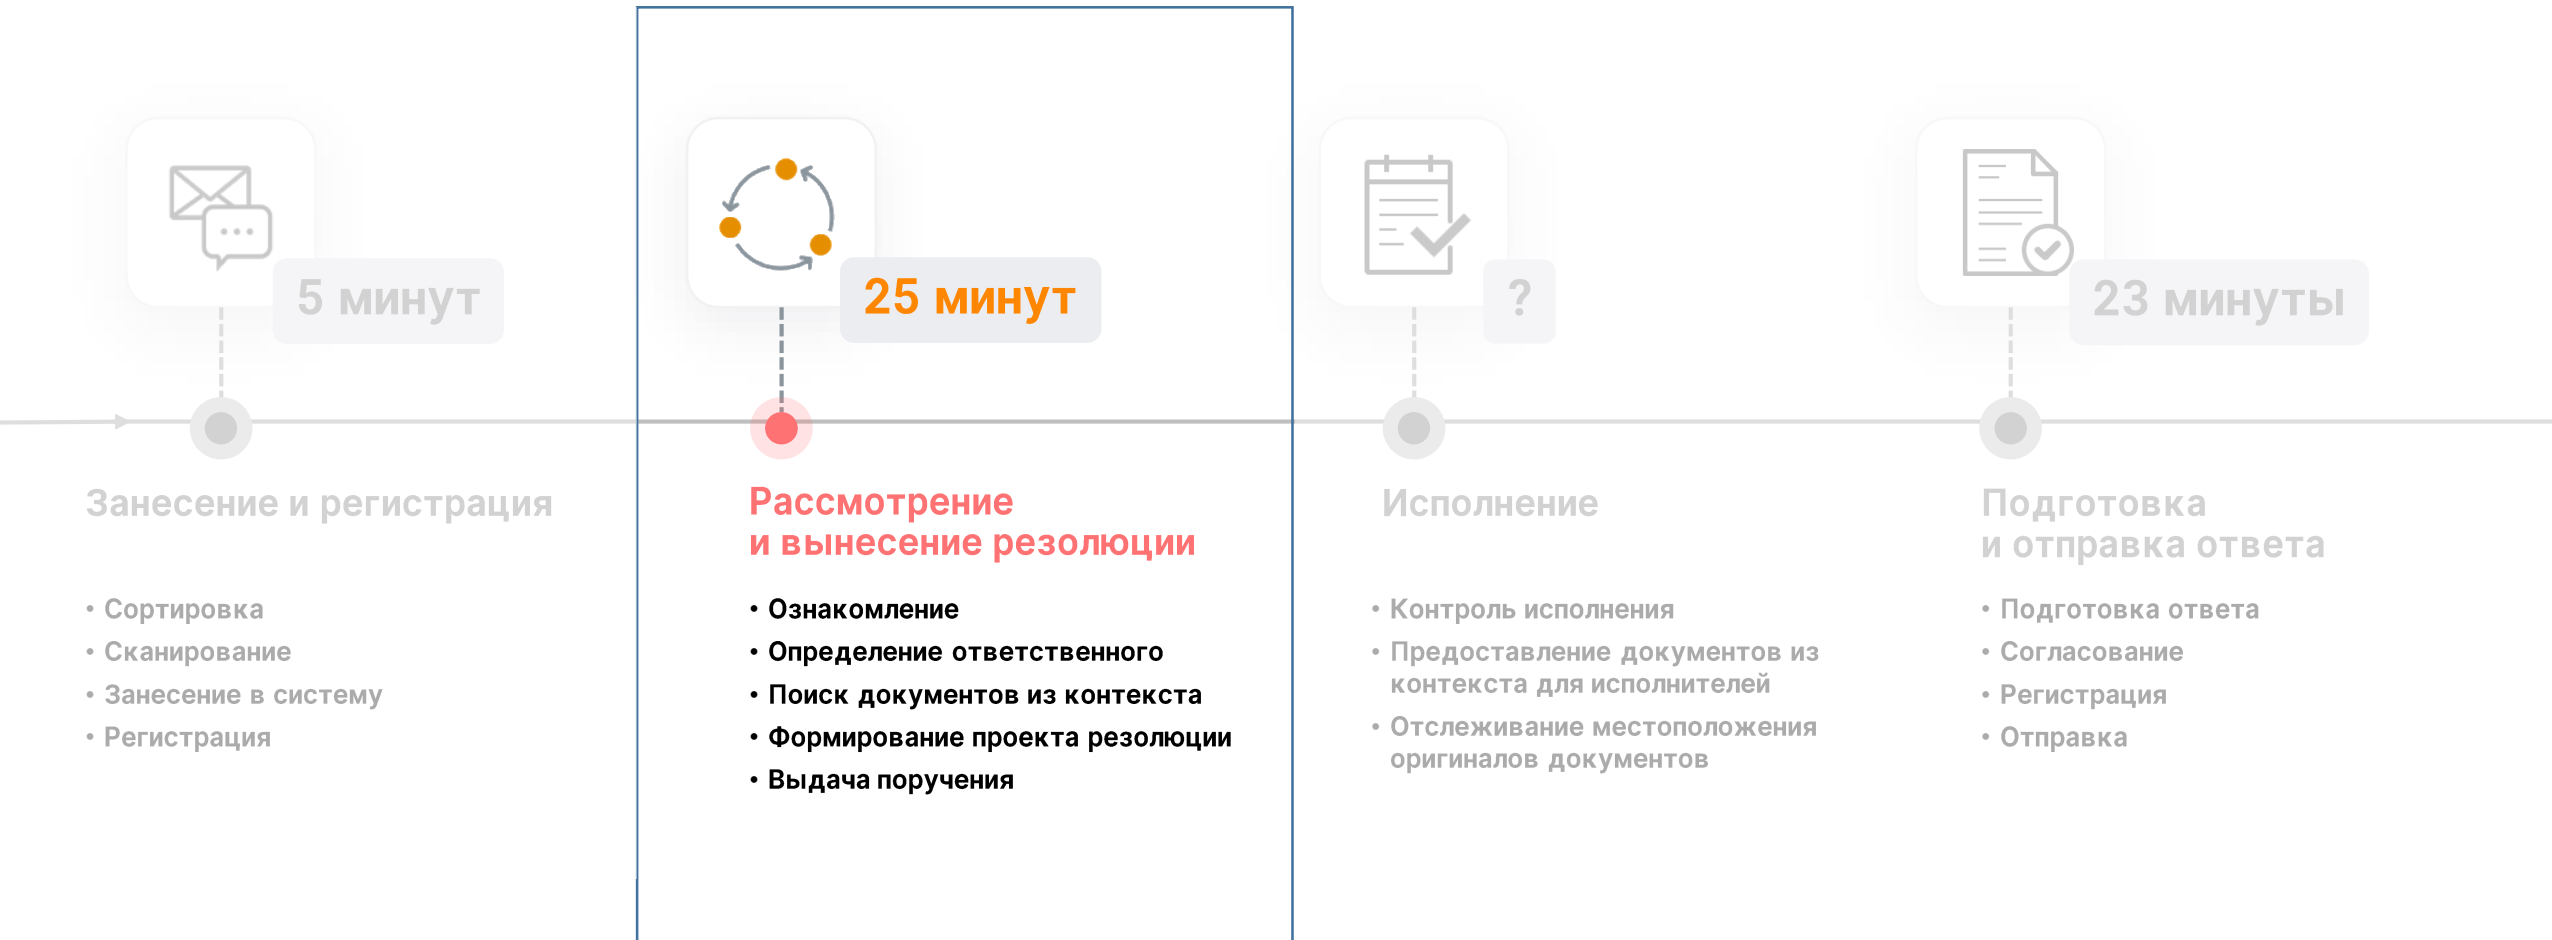 5 минут
Занесение и регистрация
• Сортировка
• Сканирование
• Занесение в систему
• Регистрация
25 минут
Рассмотрение
и вынесение резолюции
• Ознакомление
• Определение ответственного
• Поиск документов из контекста
• Формирование проекта резолюции
• Выдача поручения
?
Исполнение
• Контроль исполнения
• Предоставление документов из
контекста для исполнителей
• Отслеживание местоположения
оригиналов документов
23 минуты
Подготовка
и отправка ответа
• Подготовка ответа
• Согласование
• Регистрация
• Отправка